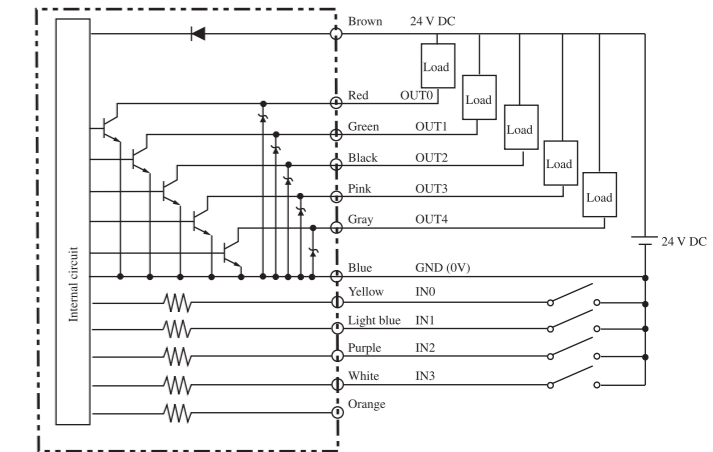 Brown 24 V DC
Load
Red OUT0
Load
Green OUT1
Load
Black OUT2
Load
Pink OUT3
Load
Gray OUT4
24 V DC
Internal circuit
Blue GND (0V)
Yellow IN0
Light blue IN1
Purple IN2
White IN3
Orange